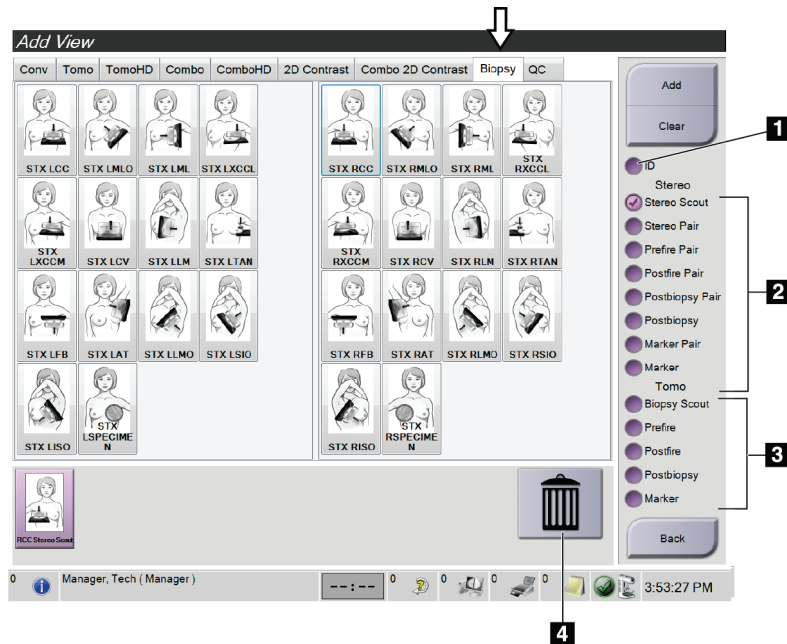 Add View
Conv Tomo TomoHD Combo ComboHD 2D Contrast Combo 2D Contrast Biopsy QC
Add
Clear
1
ID
Stereo
Stereo Scout
Stereo Pair
Prefire Pair
Postfire Pair
Postbiopsy Pair
Postbiopsy
Marker Pair
Marker
2
Tomo
Biopsy Scout
Prefire
Postfire
Postbiopsy
Marker
3
Back
STX LCC STX LMLO STX LML STX LXCCL
STX
LXCCM STX LCV STX LLM STX LTAN
STX LFB STX LAT STX LLMO STX LSIO
STX LISO STX
LSPECIME
N
STX RCC STX RMLO STX RML STX
RXCCL
STX
RXCCM STX RCV STX RLM STX RTAN
STX RFB STX RAT STX RLMO STX RSIO
STX RISO STX
RSPECIME
N
RCC Stereo Scout
0 Manager, Tech ( Manager ) --:-- 0 0 0 0 3:53:27 PM
4